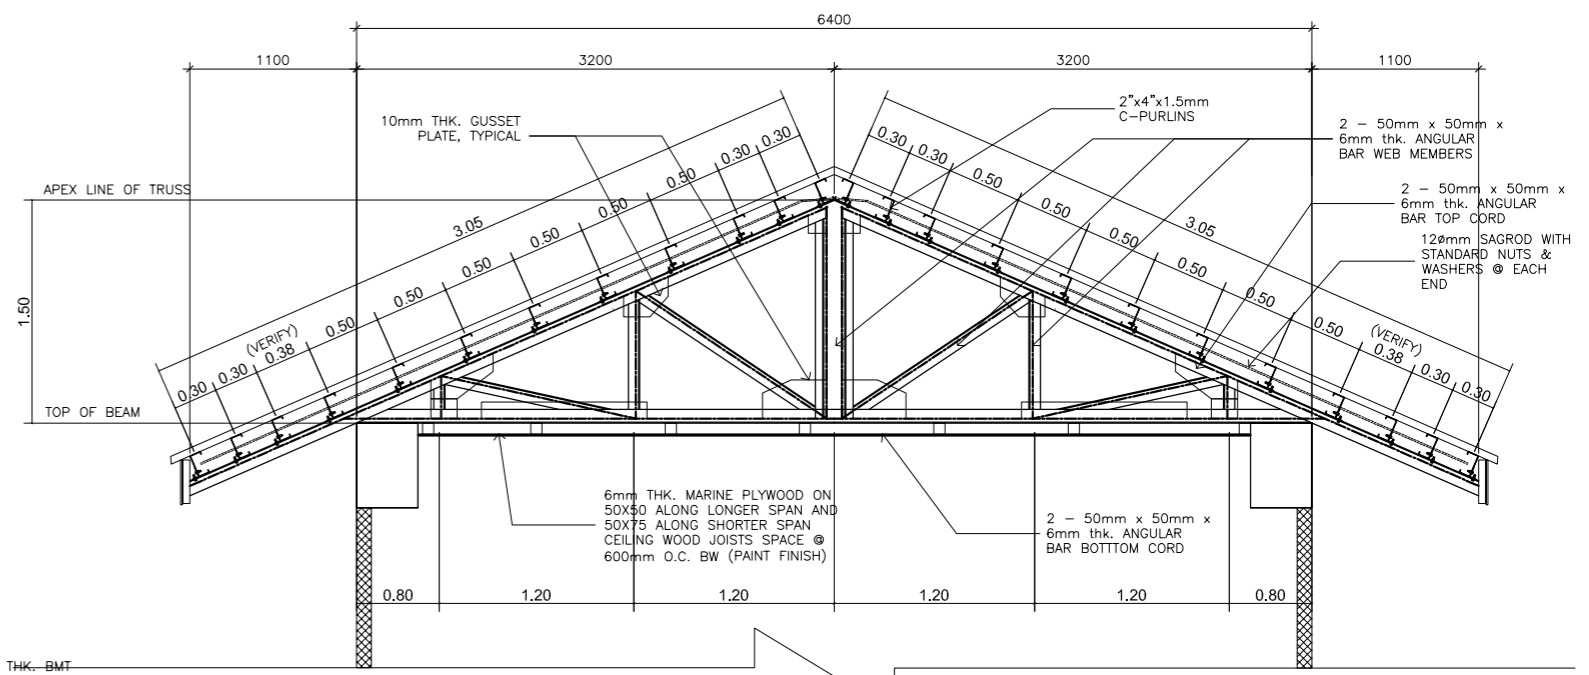 6400
1100
3200
3200
1100
10mm THK. GUSSET
PLATE, TYPICAL
2"x4"x1.5mm
C-PURLINS
2 - 50mm x 50mm x
6mm thk. ANGULAR
BAR WEB MEMBERS
2 - 50mm x 50mm x
6mm thk. ANGULAR
BAR TOP CORD
12ømm SAGROD WITH
STANDARD NUTS &
WASHERS @ EACH
END
APEX LINE OF TRUSS
3.05
0.30
0.30
0.50
0.50
0.50
0.50
0.50
0.50
0.38
(VERIFY)
0.30
0.30
0.30
0.30
0.50
0.50
0.50
0.50
0.50
0.50
0.38
(VERIFY)
0.30
0.30
3.05
1.50
TOP OF BEAM
6mm THK. MARINE PLYWOOD ON
50X50 ALONG LONGER SPAN AND
50X75 ALONG SHORTER SPAN
CEILING WOOD JOISTS SPACE @
600mm O.C. BW (PAINT FINISH)
2 - 50mm x 50mm x
6mm thk. ANGULAR
BAR BOTTTOM CORD
0.80
1.20
1.20
1.20
1.20
0.80
THK. BMT